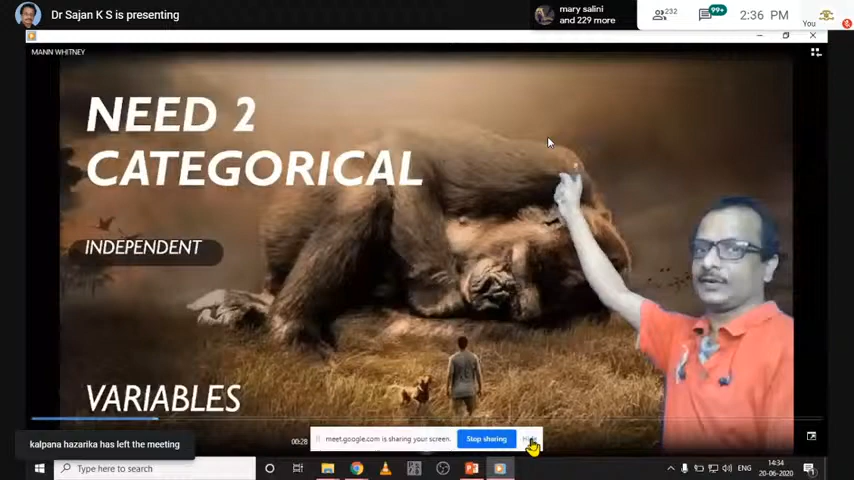 Dr Sajan K S is presenting
mary salini
and 229 more
232
99+
2:36 PM
You
MANN WHITNEY
NEED 2
CATEGORICAL
INDEPENDENT
VARIABLES
kalpana hazarika has left the meeting
00:28
meet.google.com is sharing your screen.
Stop sharing
Hide
Type here to search
ENG
14:34
20-06-2020